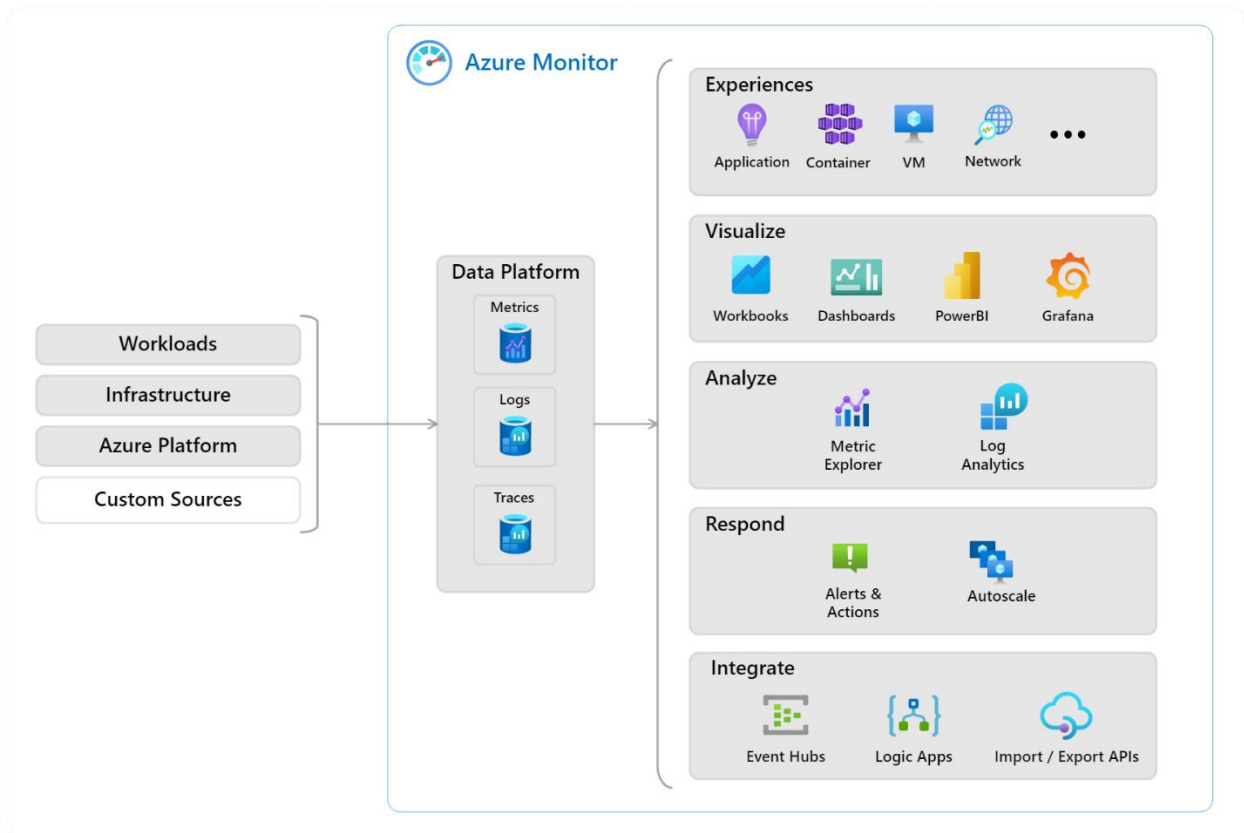 Azure Monitor
Workloads
Infrastructure
Azure Platform
Custom Sources
Data Platform
Metrics
Logs
Traces
Experiences
Application
Container
VM
Network
Visualize
Workbooks
Dashboards
PowerBI
Grafana
Analyze
Metric
Explorer
Log
Analytics
Respond
Alerts &
Actions
Autoscale
Integrate
Event Hubs
Logic Apps
Import / Export APIs